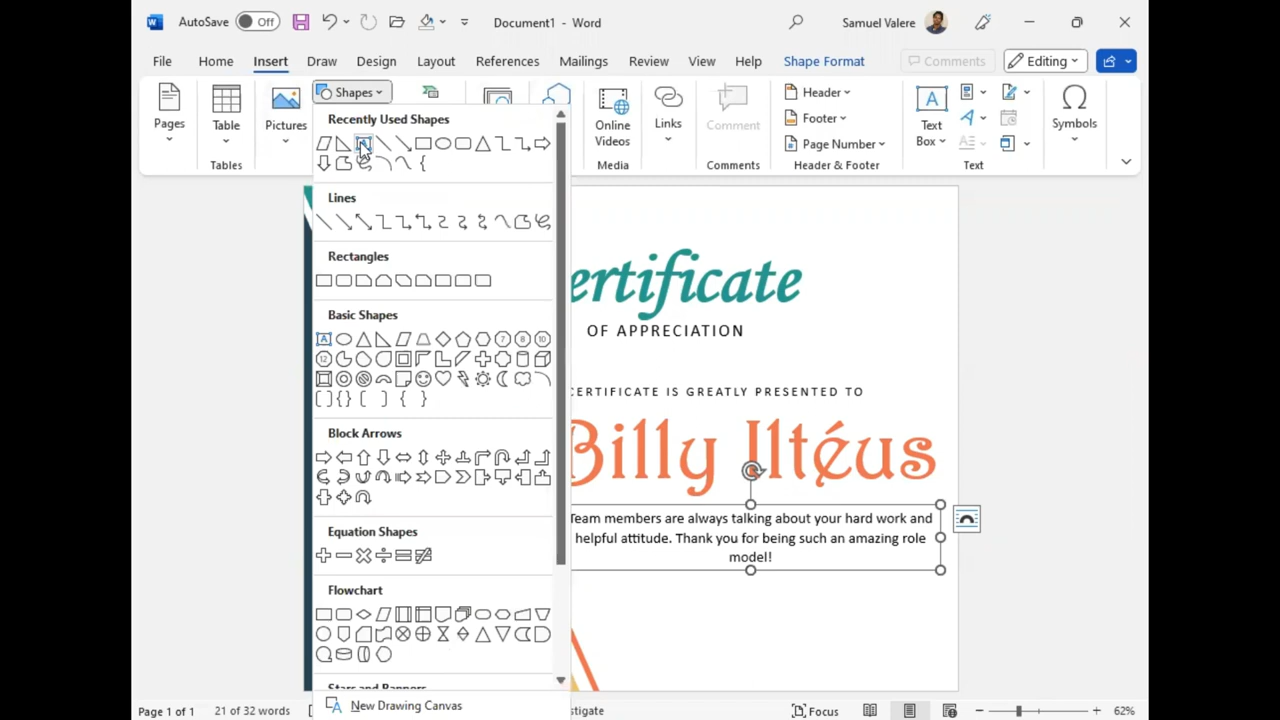 AutoSave Off Document1 - Word Samuel Valere
File Home Insert Draw Design Layout References Mailings Review View Help Shape Format Comments Editing
Pages
Table
Tables
Pictures
Shapes
Online
Videos
Links
Comment
Header
Footer
Page Number
Header & Footer
Text
Box
Text
Symbols
Recently Used Shapes
Lines
Rectangles
Basic Shapes
Block Arrows
Equation Shapes
Flowchart
Stars and Banners
New Drawing Canvas
ertificate
OF APPRECIATION
CERTIFICATE IS GREATLY PRESENTED TO
Billy Iltéus
Team members are always talking about your hard work and
helpful attitude. Thank you for being such an amazing role
model!
Page 1 of 1 21 of 32 words stigate Focus 62%